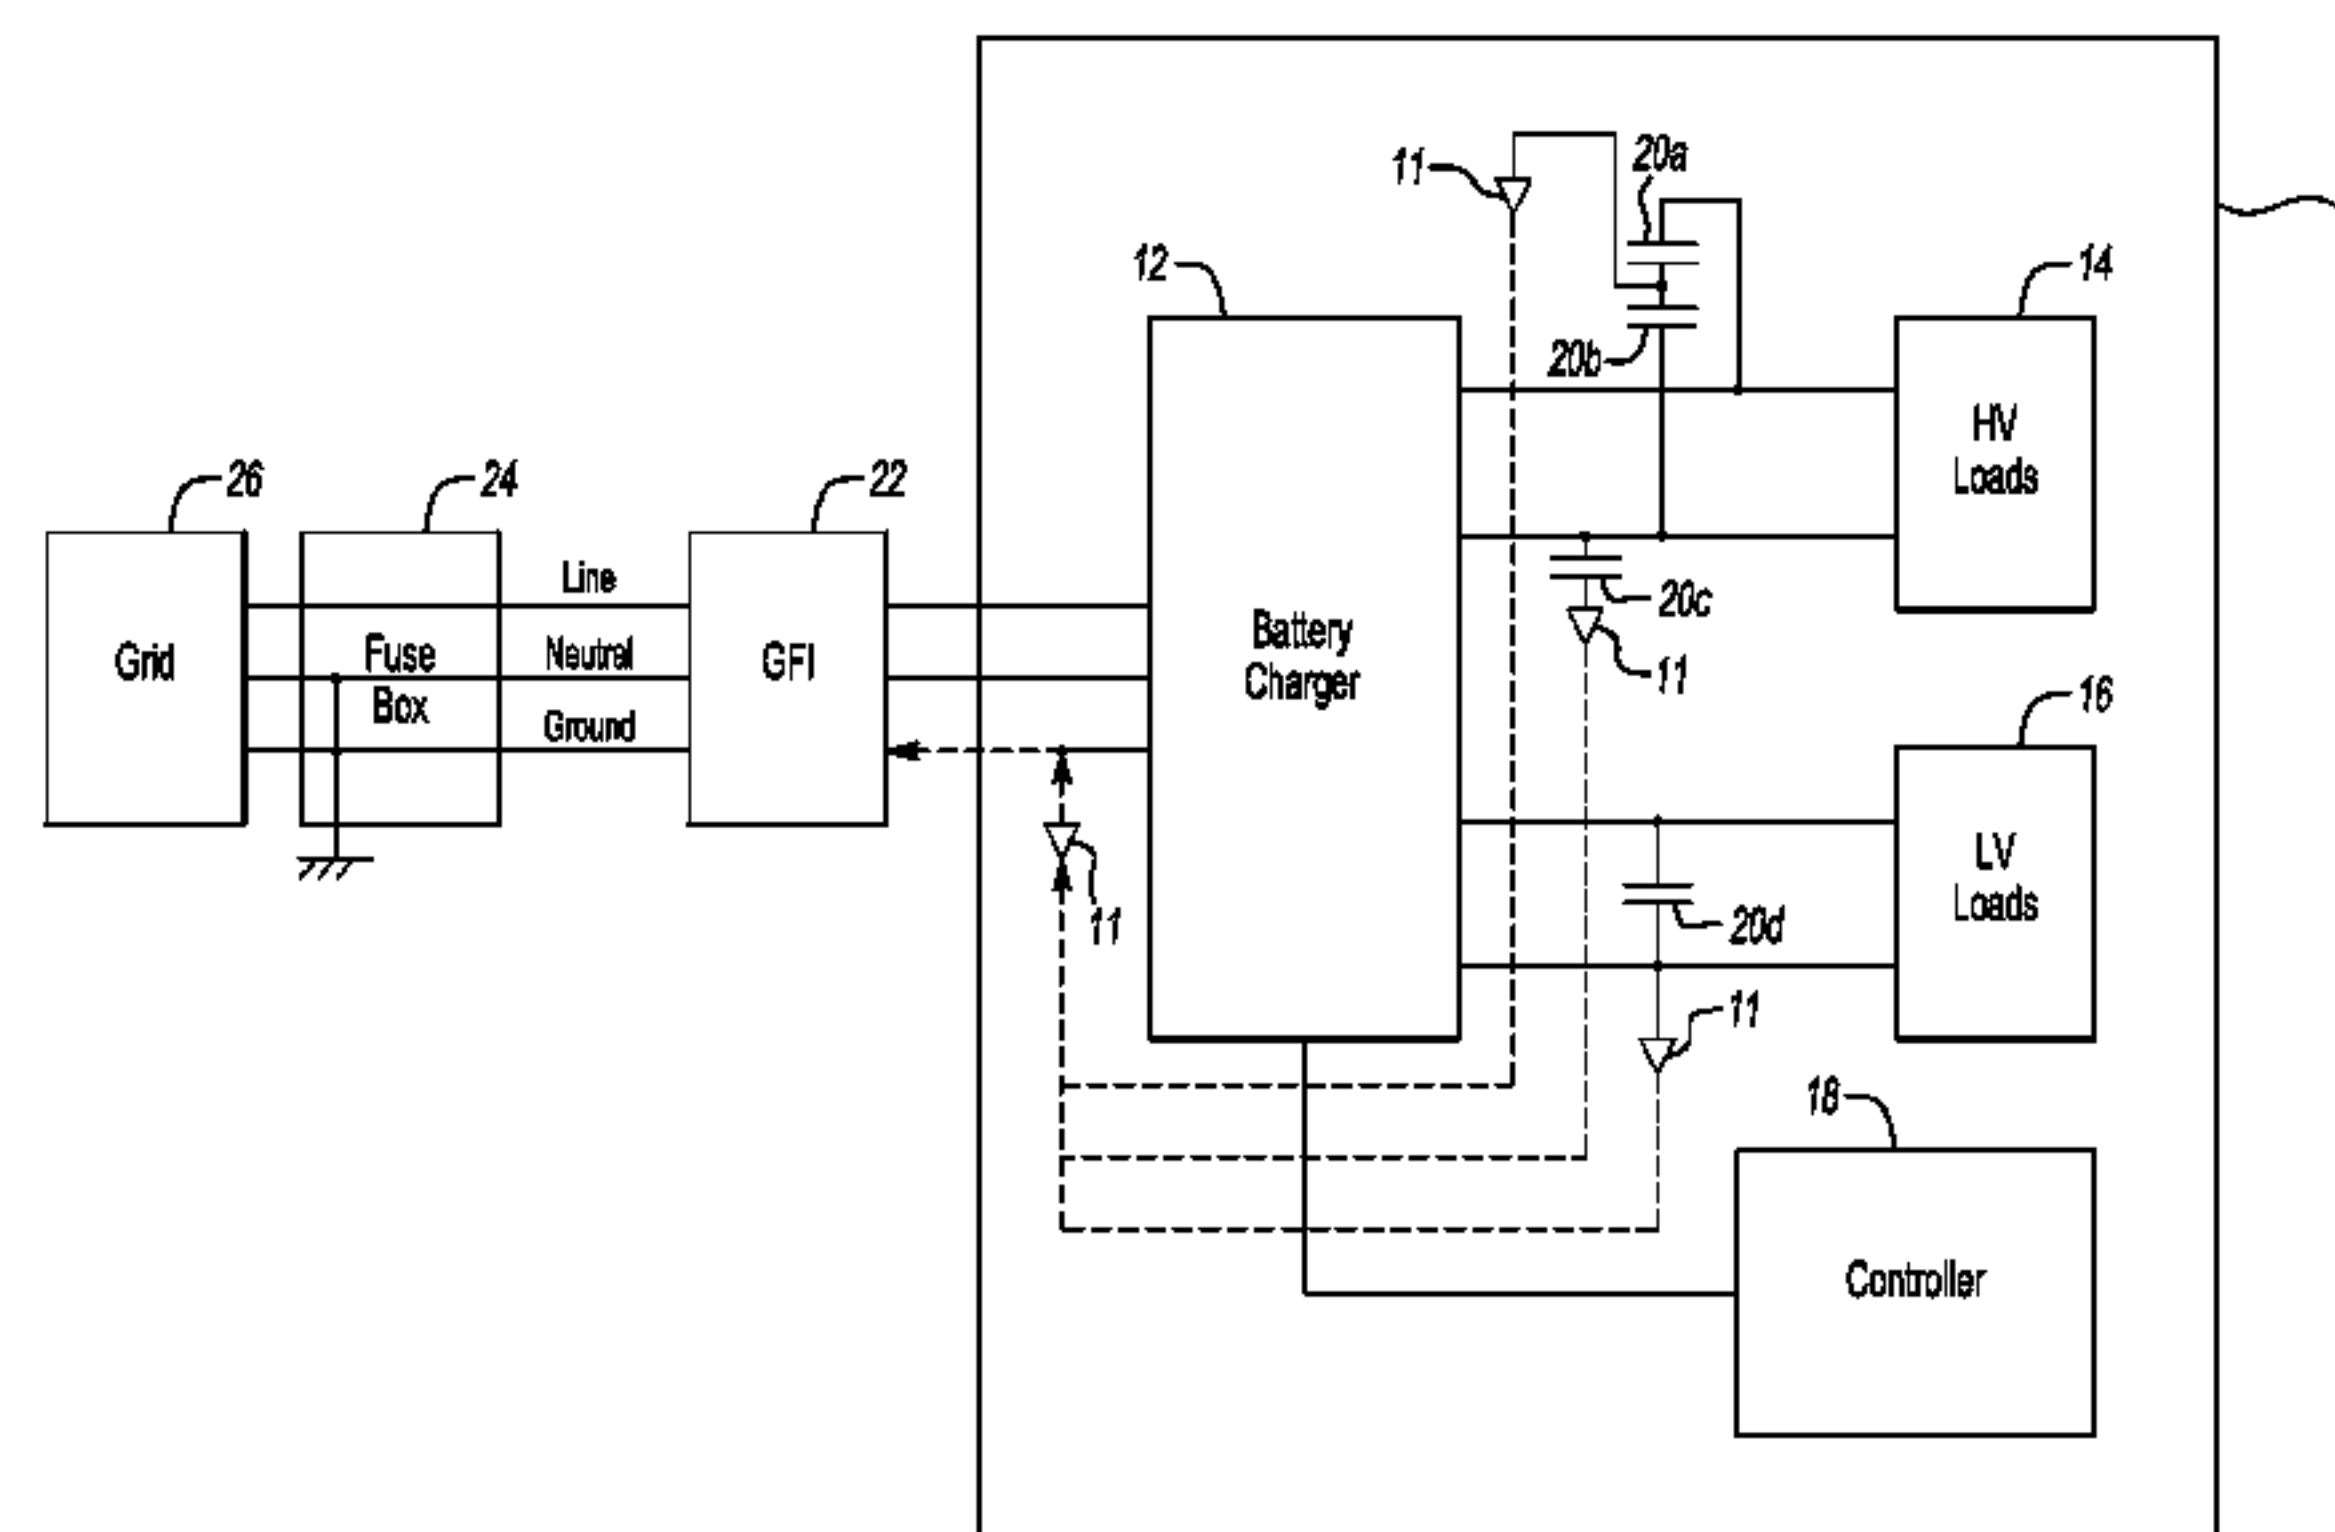 11
20a
12
14
20b
HV
Loads
26
24
22
Line
Grid
Fuse
Box
Neutral
Ground
GFI
Battery
Charger
20c
11
16
LV
Loads
11
20d
11
18
Controller